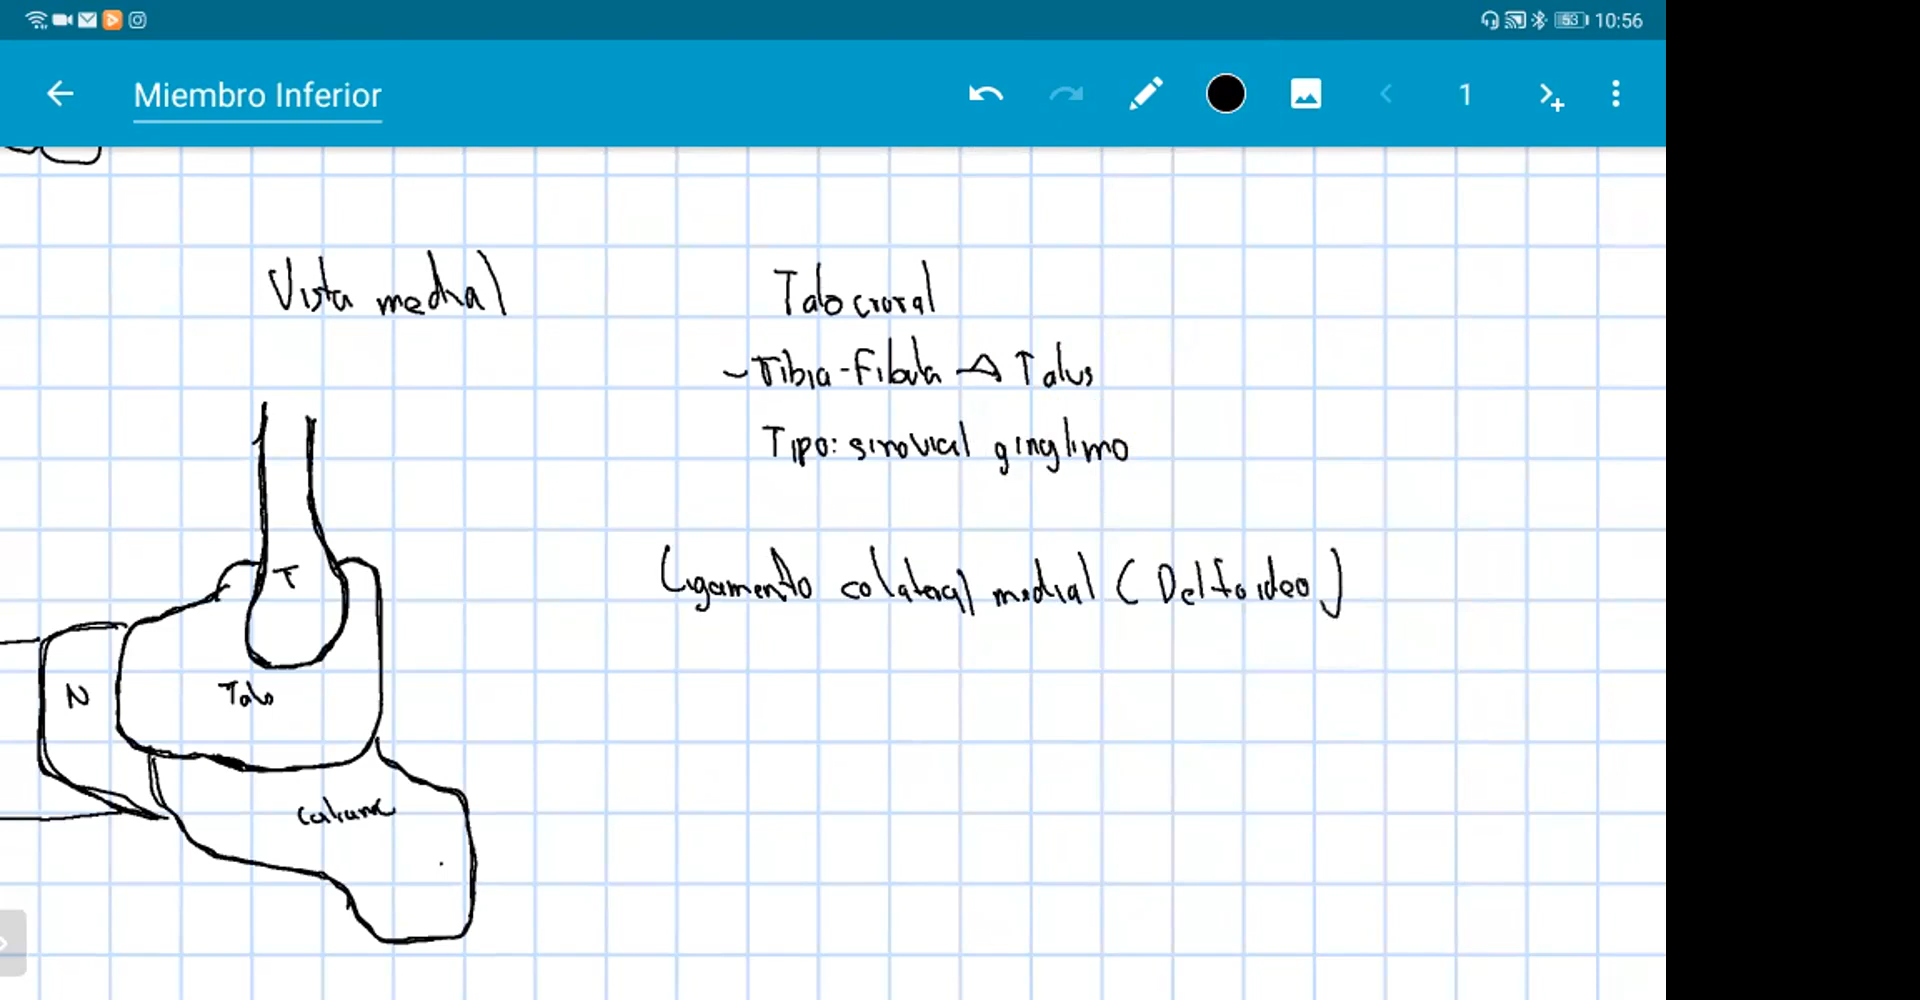 53 10:56
Miembro Inferior
1
Vista medial
Talo crural
- Tibia - Fibula → Talus
Tipo: sinovial ginglimo
T
Ligamento colateral medial (Deltoideo)
N
Talo